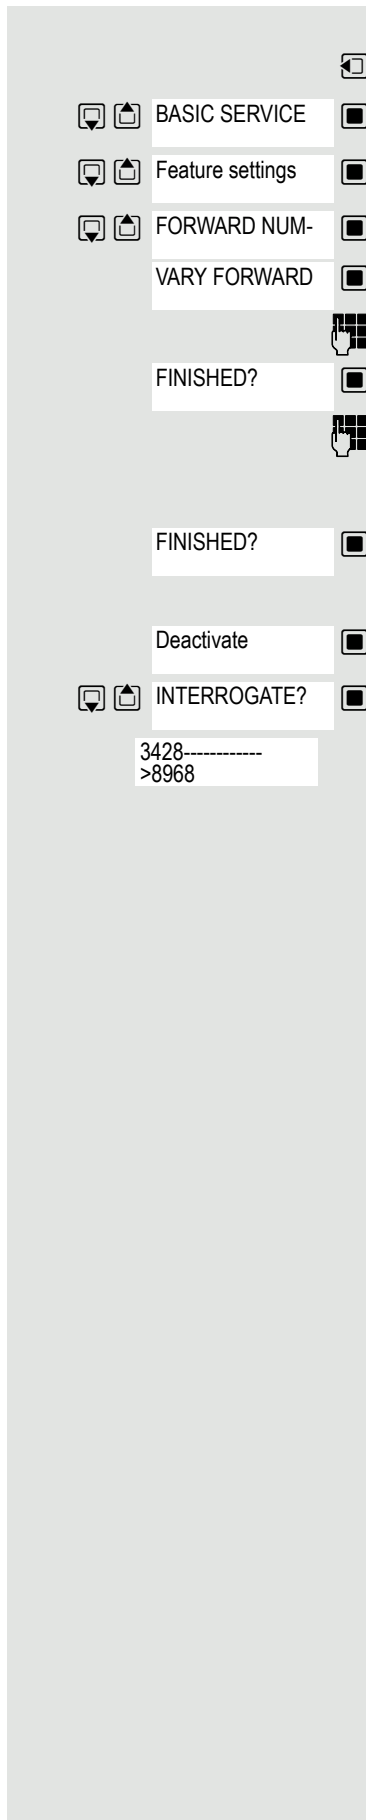 BASIC SERVICE
Feature settings
FORWARD NUM-
VARY FORWARD
FINISHED?
FINISHED?
Deactivate
INTERROGATE?
3428------------
>8968